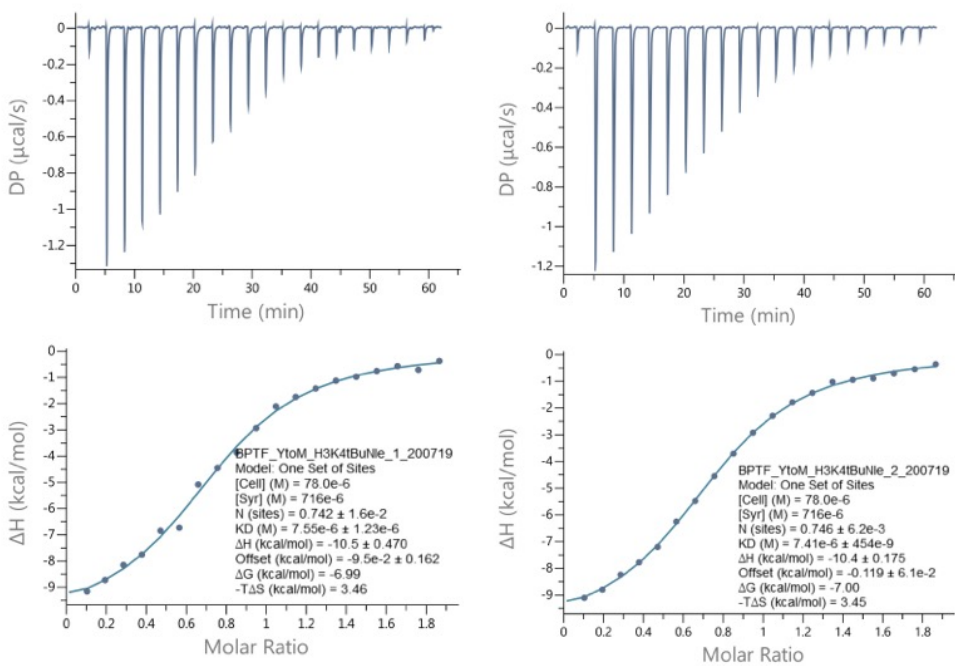 0
-0.2
-0.4
-0.6
-0.8
-1
-1.2
DP (µcal/s)
0 10 20 30 40 50 60
Time (min)
0
-0.2
-0.4
-0.6
-0.8
-1
-1.2
DP (µcal/s)
0 10 20 30 40 50 60
Time (min)
0
-1
-2
-3
-4
-5
-6
-7
-8
-9
ΔH (kcal/mol)
BPTF_YtoM_H3K4tBuNle_1_200719
Model: One Set of Sites
[Cell] (M) = 78.0e-6
[Syr] (M) = 716e-6
N (sites) = 0.742 ± 1.6e-2
KD (M) = 7.55e-6 ± 1.23e-6
ΔH (kcal/mol) = -10.5 ± 0.470
Offset (kcal/mol) = -9.5e-2 ± 0.162
ΔG (kcal/mol) = -6.99
-TΔS (kcal/mol) = 3.46
0 0.2 0.4 0.6 0.8 1 1.2 1.4 1.6 1.8
Molar Ratio
0
-1
-2
-3
-4
-5
-6
-7
-8
-9
ΔH (kcal/mol)
BPTF_YtoM_H3K4tBuNle_2_200719
Model: One Set of Sites
[Cell] (M) = 78.0e-6
[Syr] (M) = 716e-6
N (sites) = 0.746 ± 6.2e-3
KD (M) = 7.41e-6 ± 454e-9
ΔH (kcal/mol) = -10.4 ± 0.175
Offset (kcal/mol) = -0.119 ± 6.1e-2
ΔG (kcal/mol) = -7.00
-TΔS (kcal/mol) = 3.45
0 0.2 0.4 0.6 0.8 1 1.2 1.4 1.6 1.8
Molar Ratio